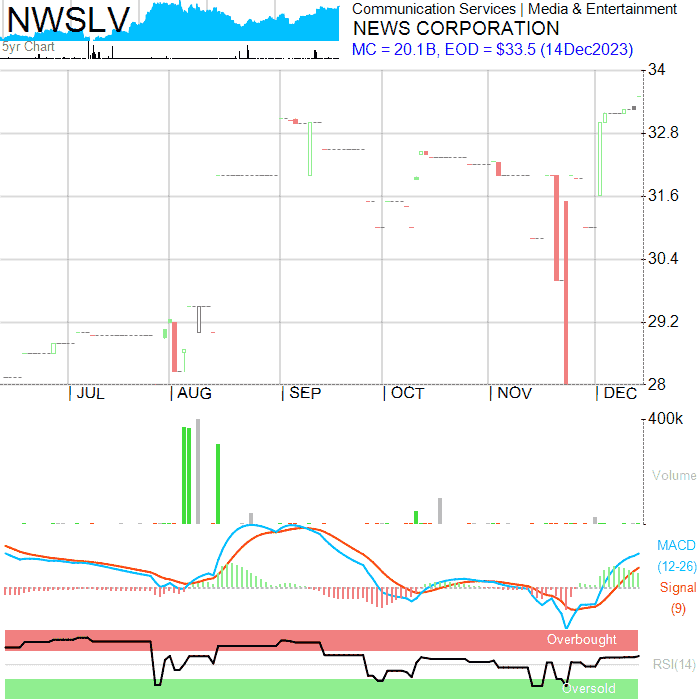 NWSLV
5yr Chart
Communication Services | Media & Entertainment
NEWS CORPORATION
MC = 20.1B, EOD = $33.5 (14Dec2023)
34
32.8
31.6
30.4
29.2
28
| JUL | AUG | SEP | OCT | NOV | DEC
400k
Volume
MACD
(12-26)
Signal
(9)
Overbought
RSI(14)
Oversold